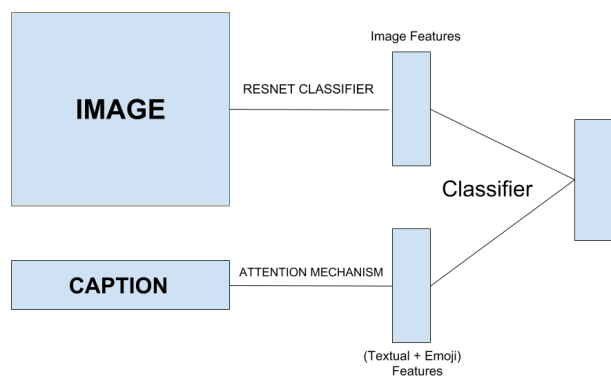 Image Features
RESNET CLASSIFIER
IMAGE
Classifier
ATTENTION MECHANISM
CAPTION
(Textual + Emoji)
Features